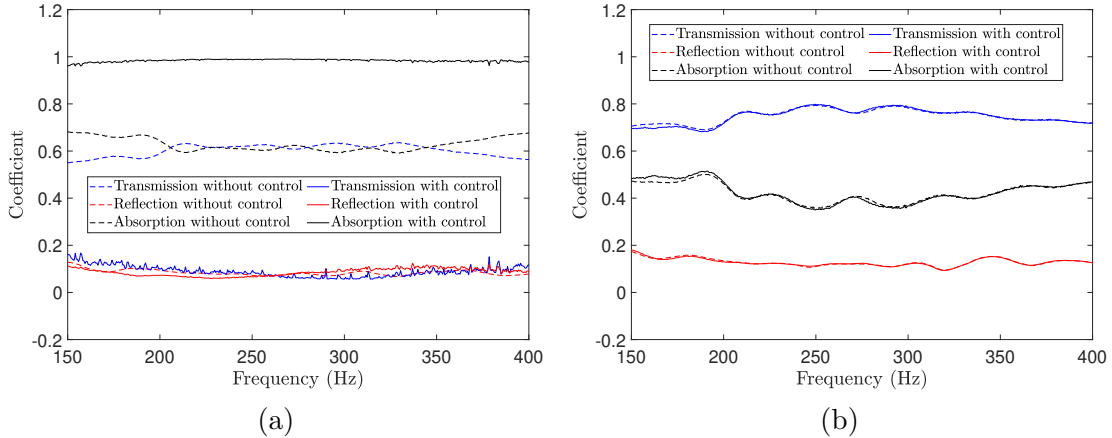 1.2
1
0.8
0.6
0.4
0.2
0
-0.2
Coefficient
Transmission without control Transmission with control
Reflection without control Reflection with control
Absorption without control Absorption with control
150 200 250 300 350 400
Frequency (Hz)
(a)
1.2
1
0.8
0.6
0.4
0.2
0
-0.2
Coefficient
Transmission without control Transmission with control
Reflection without control Reflection with control
Absorption without control Absorption with control
150 200 250 300 350 400
Frequency (Hz)
(b)